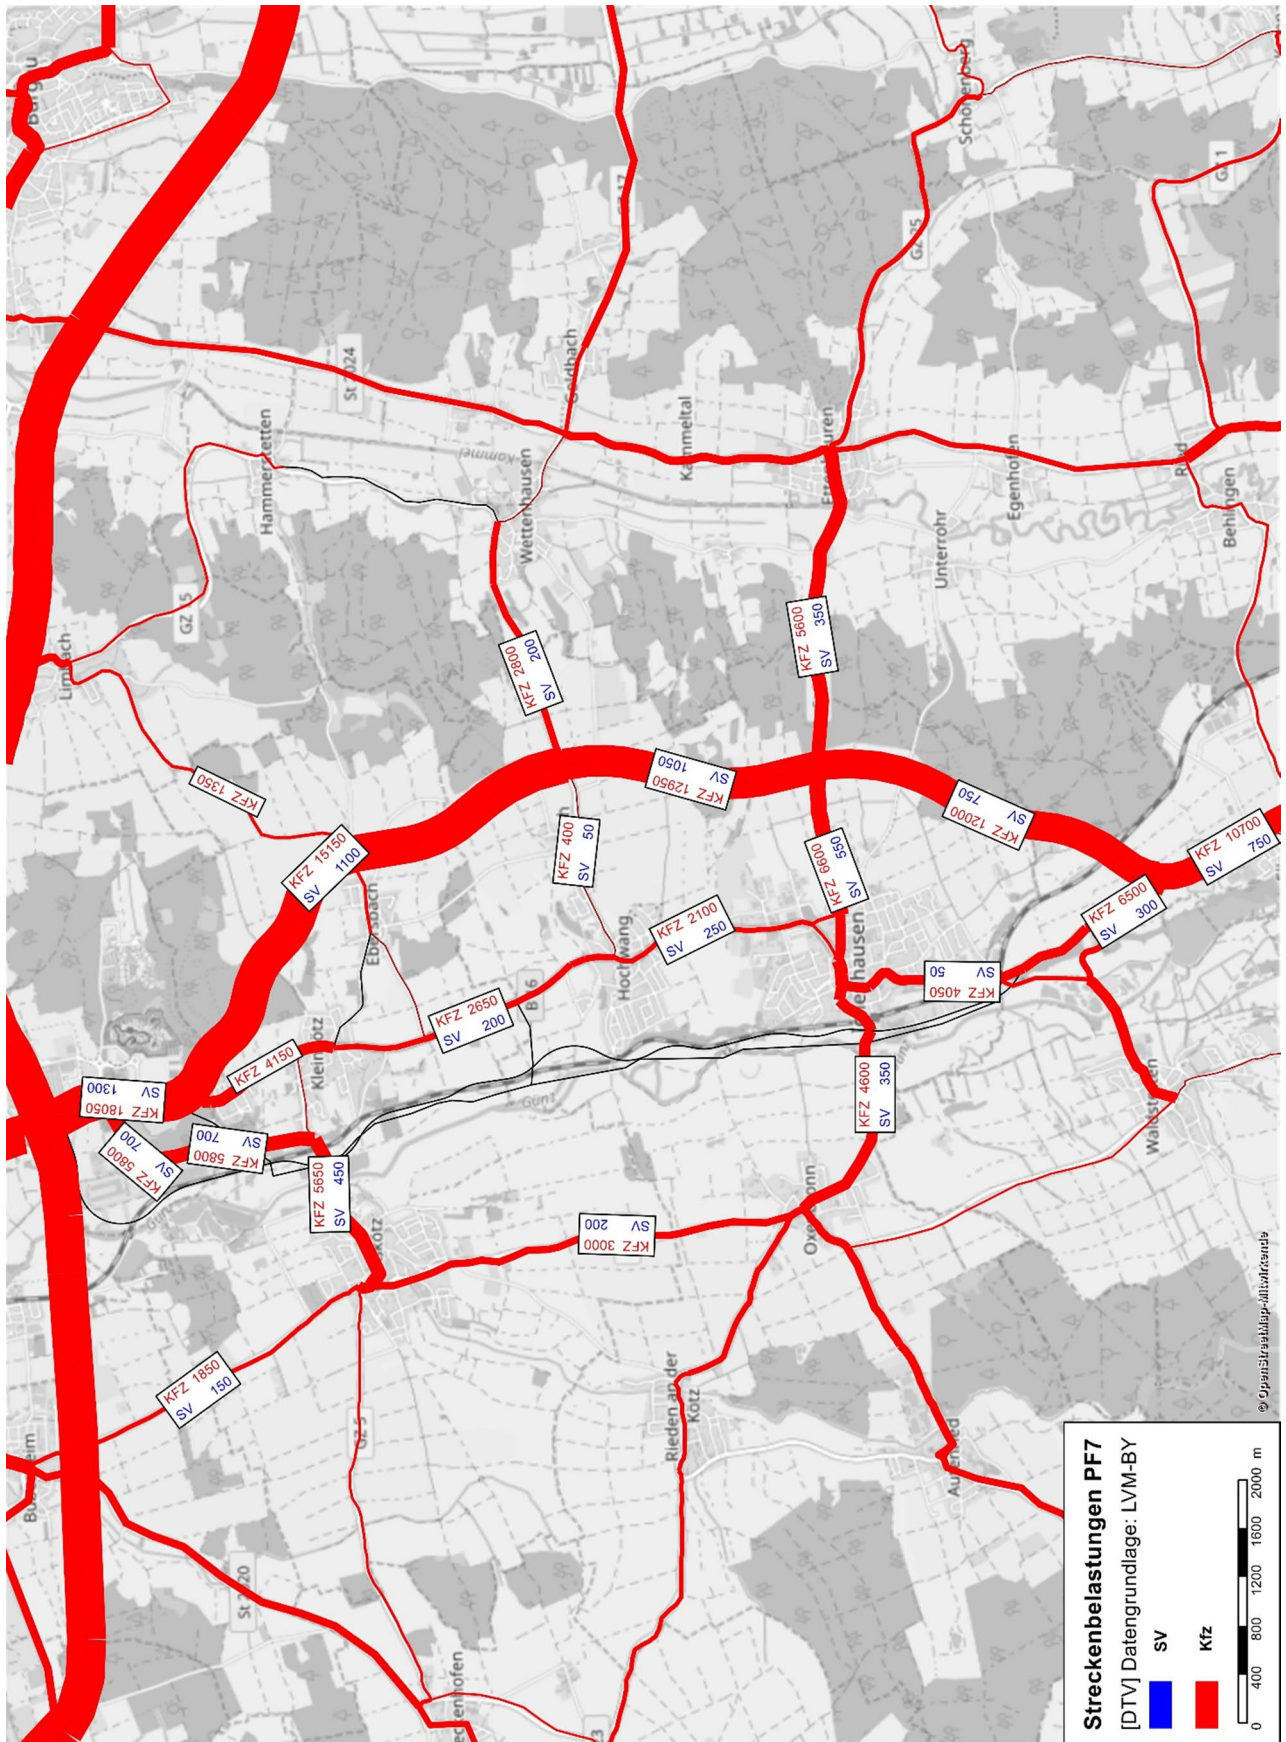 Streckenbelastungen PF7
[DTV] Datengrundlage: LVM-BY
SV
Kfz
0 400 800 1200 1600 2000 m
© OpenStreetMap-Mitwirkende
KFZ 1850
SV 150
KFZ 5800
SV 700
KFZ 18050
SV 1300
KFZ 5800
SV 700
KFZ 5650
SV 450
KFZ 4150
KFZ 15150
SV 1100
KFZ 1350
KFZ 2650
SV 200
KFZ 3000
SV 200
KFZ 400
SV 50
KFZ 2800
SV 200
KFZ 2100
SV 250
KFZ 12950
SV 1050
KFZ 6600
SV 550
KFZ 5600
SV 350
KFZ 4600
SV 350
KFZ 4050
SV 50
KFZ 12000
SV 750
KFZ 6500
SV 300
KFZ 10700
SV 750
Limbach
Hammerstetten
St 2024
Wettenhausen
Kammel
Goldbach
Kammeltal
Unterrohr
Egenhofen
Ried
Behlingen
GZ 1
Ebersbach
Hochwang
Rieden an der
Kötz
Waldstetten